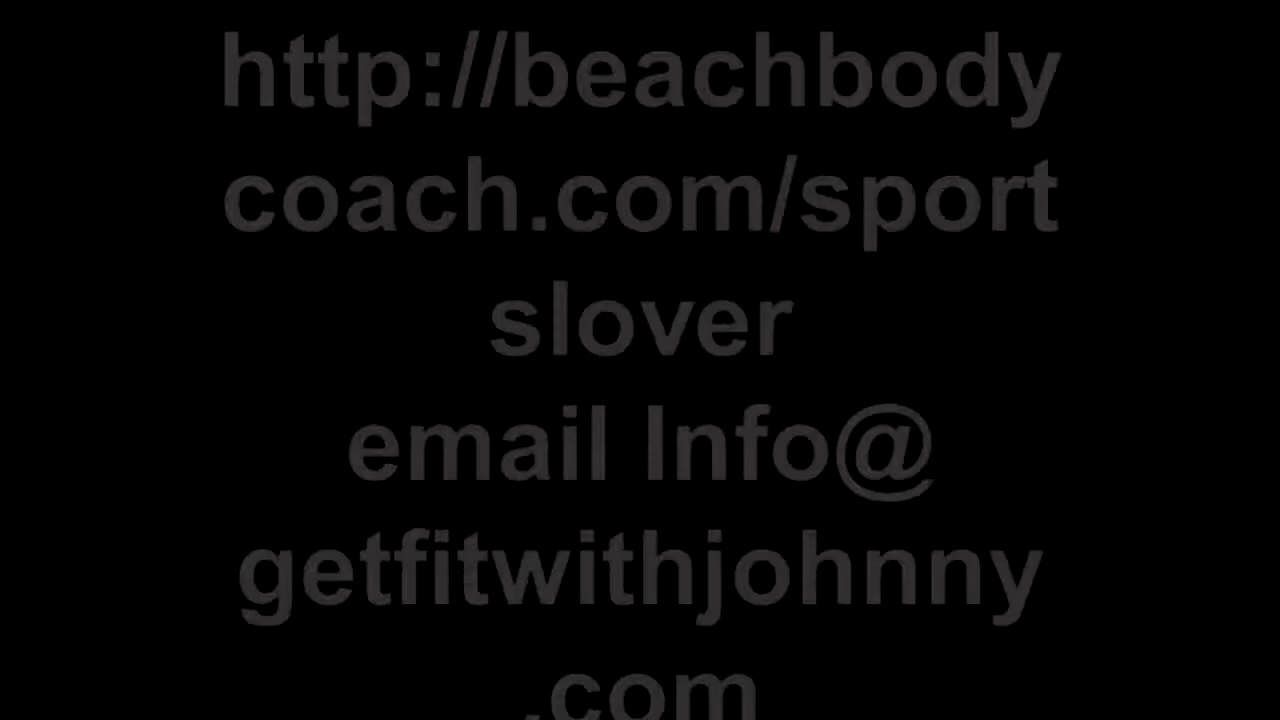 http://beachbody
coach.com/sport
slover
email Info@
getfitwithjohnny
.com